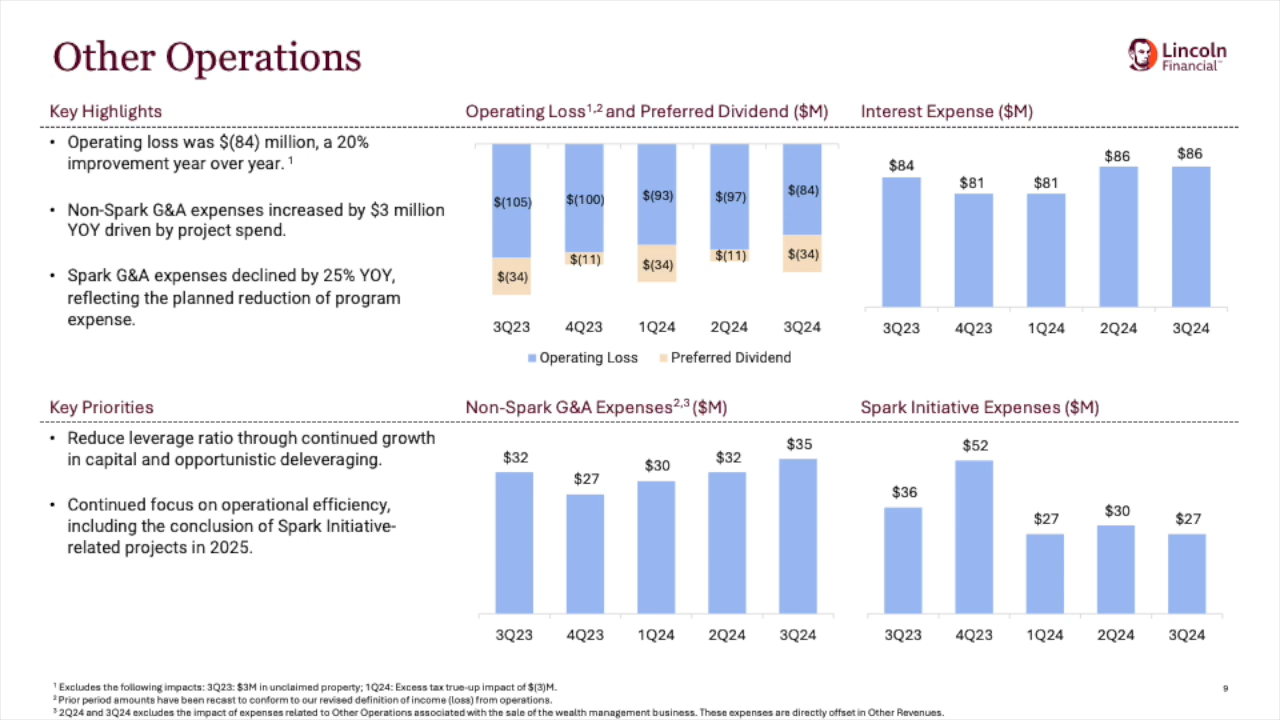 Other Operations
Lincoln
Financial™
Key Highlights
• Operating loss was $(84) million, a 20%
improvement year over year. ¹
• Non-Spark G&A expenses increased by $3 million
YOY driven by project spend.
• Spark G&A expenses declined by 25% YOY,
reflecting the planned reduction of program
expense.
Operating Loss¹,² and Preferred Dividend ($M)
$(105)
$(100)
$(93)
$(97)
$(84)
$(34)
$(11)
$(34)
$(11)
$(34)
3Q23
4Q23
1Q24
2Q24
3Q24
Operating Loss
Preferred Dividend
Interest Expense ($M)
$84
$81
$81
$86
$86
3Q23
4Q23
1Q24
2Q24
3Q24
Key Priorities
• Reduce leverage ratio through continued growth
in capital and opportunistic deleveraging.
• Continued focus on operational efficiency,
including the conclusion of Spark Initiative-
related projects in 2025.
Non-Spark G&A Expenses²,³ ($M)
$32
$27
$30
$32
$35
3Q23
4Q23
1Q24
2Q24
3Q24
Spark Initiative Expenses ($M)
$36
$52
$27
$30
$27
3Q23
4Q23
1Q24
2Q24
3Q24
¹ Excludes the following impacts: 3Q23: $3M in unclaimed property; 1Q24: Excess tax true-up impact of $(3)M.
² Prior period amounts have been recast to conform to our revised definition of income (loss) from operations.
³ 2Q24 and 3Q24 excludes the impact of expenses related to Other Operations associated with the sale of the wealth management business. These expenses are directly offset in Other Revenues.
9